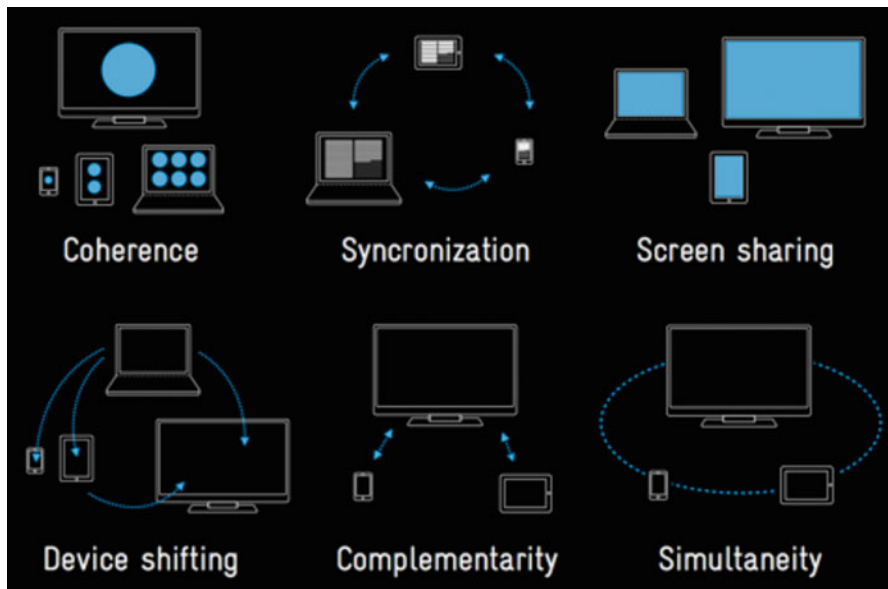 Coherence
Syncronization
Screen sharing
Device shifting
Complementarity
Simultaneity